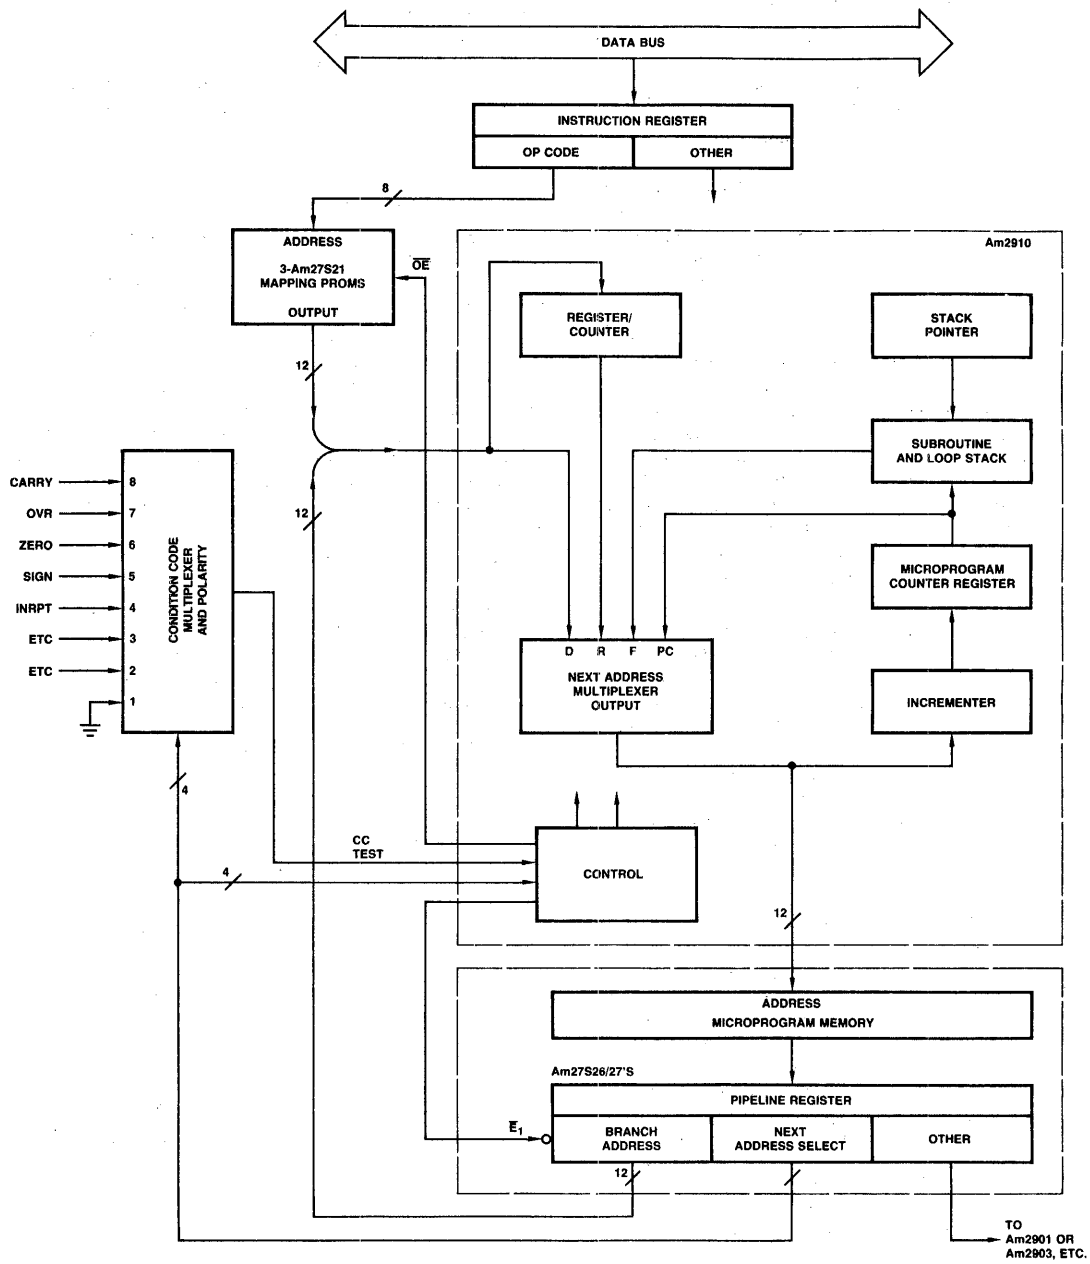 DATA BUS
INSTRUCTION REGISTER
OP CODE
OTHER
8
ADDRESS
3-Am27S21
MAPPING PROMS
OUTPUT
OE
Am2910
REGISTER/
COUNTER
STACK
POINTER
12
SUBROUTINE
AND LOOP STACK
CARRY
OVR
ZERO
SIGN
INRPT
ETC
ETC
8
7
6
5
4
3
2
1
CONDITION CODE
MULTIPLEXER
AND POLARITY
12
MICROPROGRAM
COUNTER REGISTER
D R F PC
NEXT ADDRESS
MULTIPLEXER
OUTPUT
INCREMENTER
4
CC
TEST
4
CONTROL
12
ADDRESS
MICROPROGRAM MEMORY
Am27S26/27'S
PIPELINE REGISTER
E1
BRANCH
ADDRESS
NEXT
ADDRESS SELECT
OTHER
12
TO
Am2901 OR
Am2903, ETC.